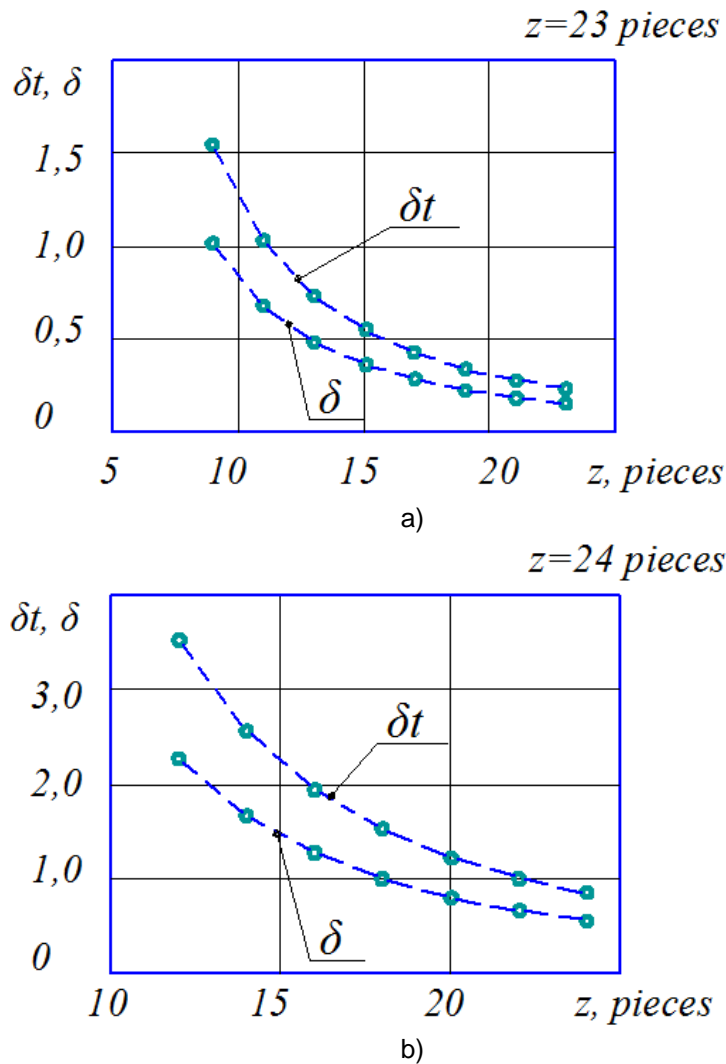 z=23 pieces
δt, δ
1,5
1,0
0,5
0
δt
δ
5 10 15 20 z, pieces
a)
z=24 pieces
δt, δ
3,0
2,0
1,0
0
δt
δ
10 15 20 z, pieces
b)